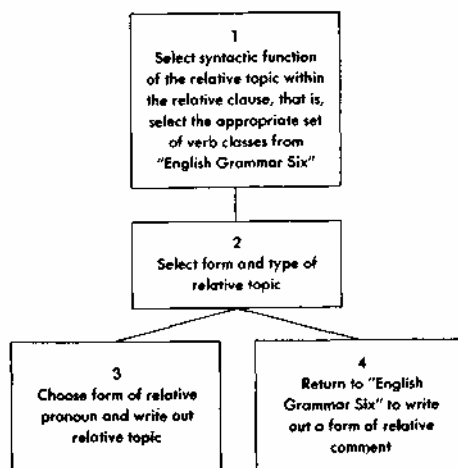 1
Select syntactic function
of the relative topic within
the relative clause, that is,
select the appropriate set
of verb classes from
"English Grammar Six"
2
Select form and type of
relative topic
3
Choose form of relative
pronoun and write out
relative topic
4
Return to "English
Grammar Six" to write
out a form of relative
comment